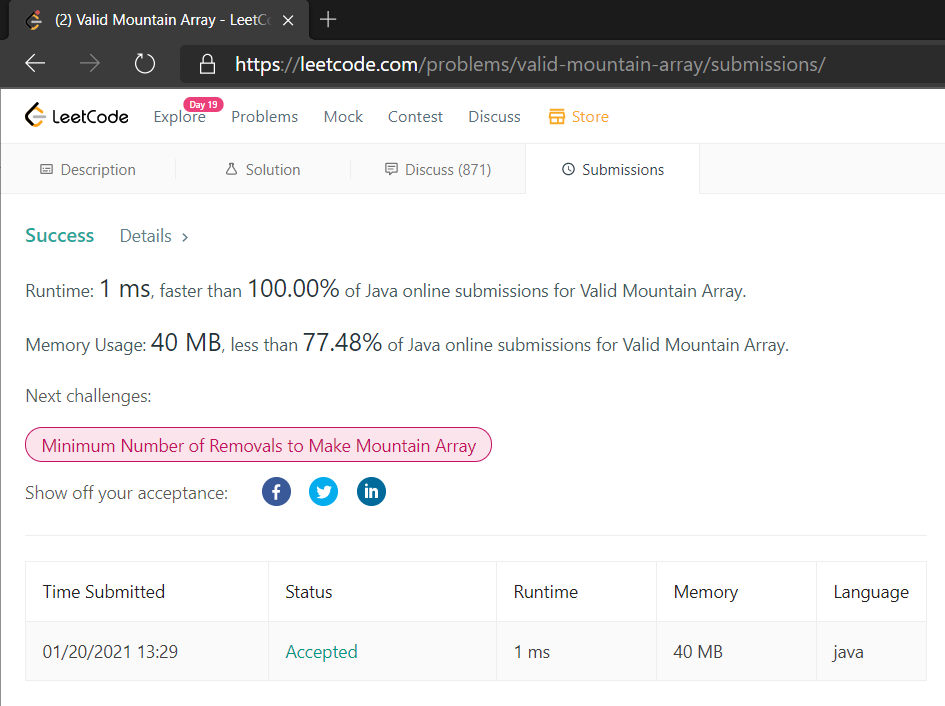 (2) Valid Mountain Array - LeetC
https://leetcode.com/problems/valid-mountain-array/submissions/
LeetCode Explore Day 19 Problems Mock Contest Discuss Store
Description Solution Discuss (871) Submissions
Success Details >
Runtime: 1 ms, faster than 100.00% of Java online submissions for Valid Mountain Array.
Memory Usage: 40 MB, less than 77.48% of Java online submissions for Valid Mountain Array.
Next challenges:
Minimum Number of Removals to Make Mountain Array
Show off your acceptance: f in
Time Submitted Status Runtime Memory Language
01/20/2021 13:29 Accepted 1 ms 40 MB java